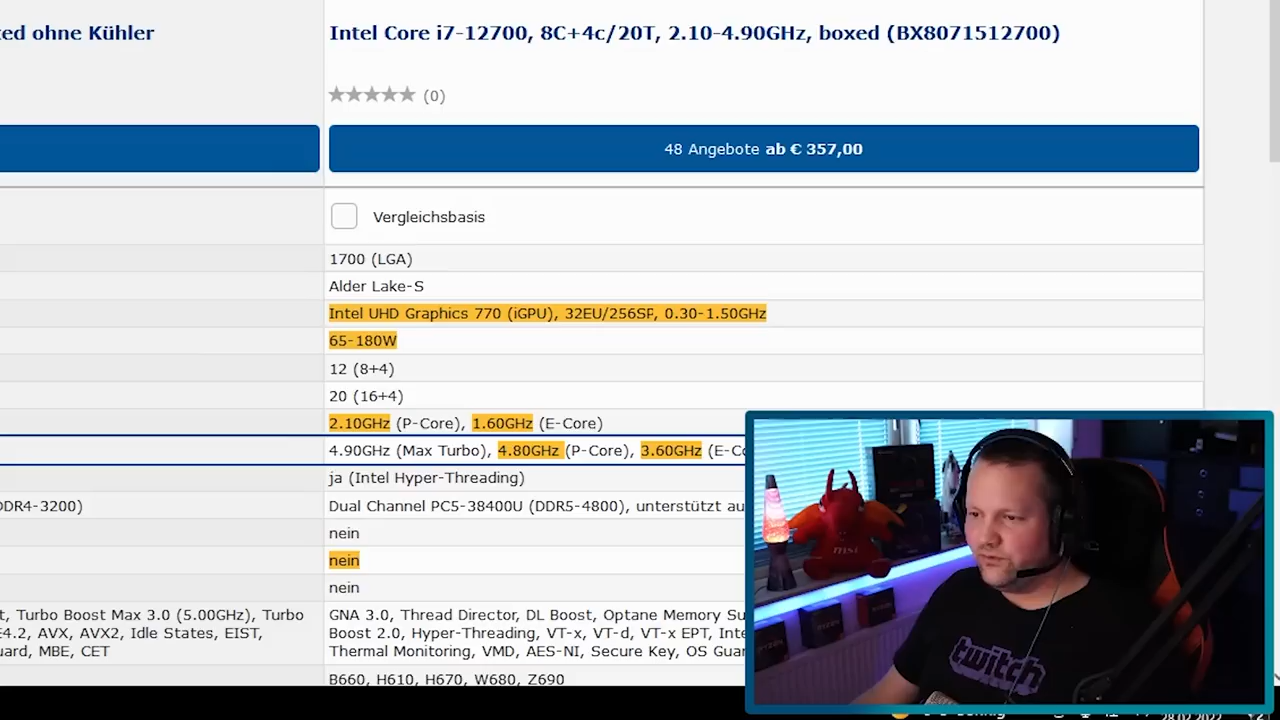 ted ohne Kühler
Intel Core i7-12700, 8C+4c/20T, 2.10-4.90GHz, boxed (BX8071512700)
(0)
48 Angebote ab € 357,00
Vergleichsbasis
1700 (LGA)
Alder Lake-S
Intel UHD Graphics 770 (iGPU), 32EU/256SP, 0.30-1.50GHz
65-180W
12 (8+4)
20 (16+4)
2.10GHz (P-Core), 1.60GHz (E-Core)
4.90GHz (Max Turbo), 4.80GHz (P-Core), 3.60GHz (E-Co
ja (Intel Hyper-Threading)
DDR4-3200)
Dual Channel PC5-38400U (DDR5-4800), unterstützt au
nein
nein
nein
t, Turbo Boost Max 3.0 (5.00GHz), Turbo
E4.2, AVX, AVX2, Idle States, EIST,
uard, MBE, CET
GNA 3.0, Thread Director, DL Boost, Optane Memory Su
Boost 2.0, Hyper-Threading, VT-x, VT-d, VT-x EPT, Inte
Thermal Monitoring, VMD, AES-NI, Secure Key, OS Guar
B660, H610, H670, W680, Z690
msi
twitch
RYZEN
28.02.2022